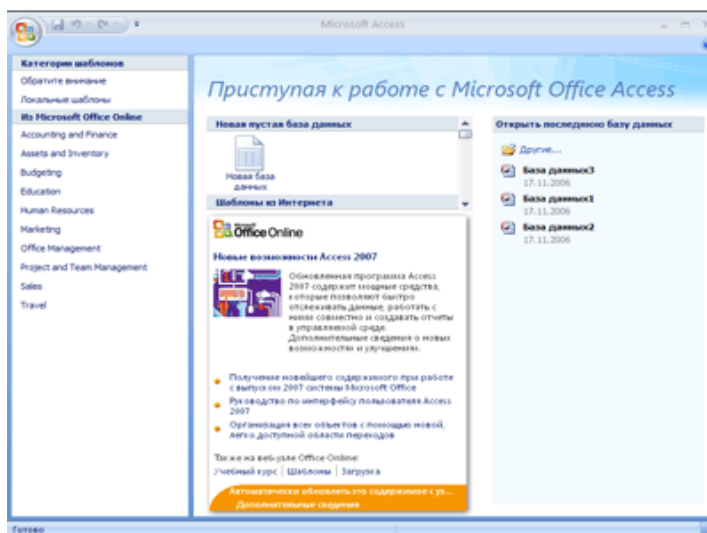 Microsoft Access
Категории шаблонов
Обратите внимание
Локальные шаблоны
Из Microsoft Office Online
Accounting and Finance
Assets and Inventory
Budgeting
Education
Human Resources
Marketing
Office Management
Project and Team Management
Sales
Travel
Приступая к работе с Microsoft Office Access
Новая пустая база данных
Новая база
данных
Шаблоны из Интернета
Microsoft
Office Online
Новые возможности Access 2007
Обновленная программа Access
2007 содержит мощные средства,
которые позволяют быстро
отслеживать данные, работать с
ними совместно и создавать отчеты
в управляемой среде.
Дополнительные сведения о новых
возможностях и улучшениях.
Получение новейшего содержимого при работе
с выпуском 2007 системы Microsoft Office
Руководство по интерфейсу пользователя Access
2007
Организация всех объектов с помощью новой,
легко доступной области переходов
Также на веб-узле Office Online:
Учебный курс | Шаблоны | Загрузка
Автоматически обновлять это содержимое с уз...
Дополнительные сведения
Открыть последнюю базу данных
Другие...
База данных3
17.11.2006
База данных1
17.11.2006
База данных2
17.11.2006
Готово